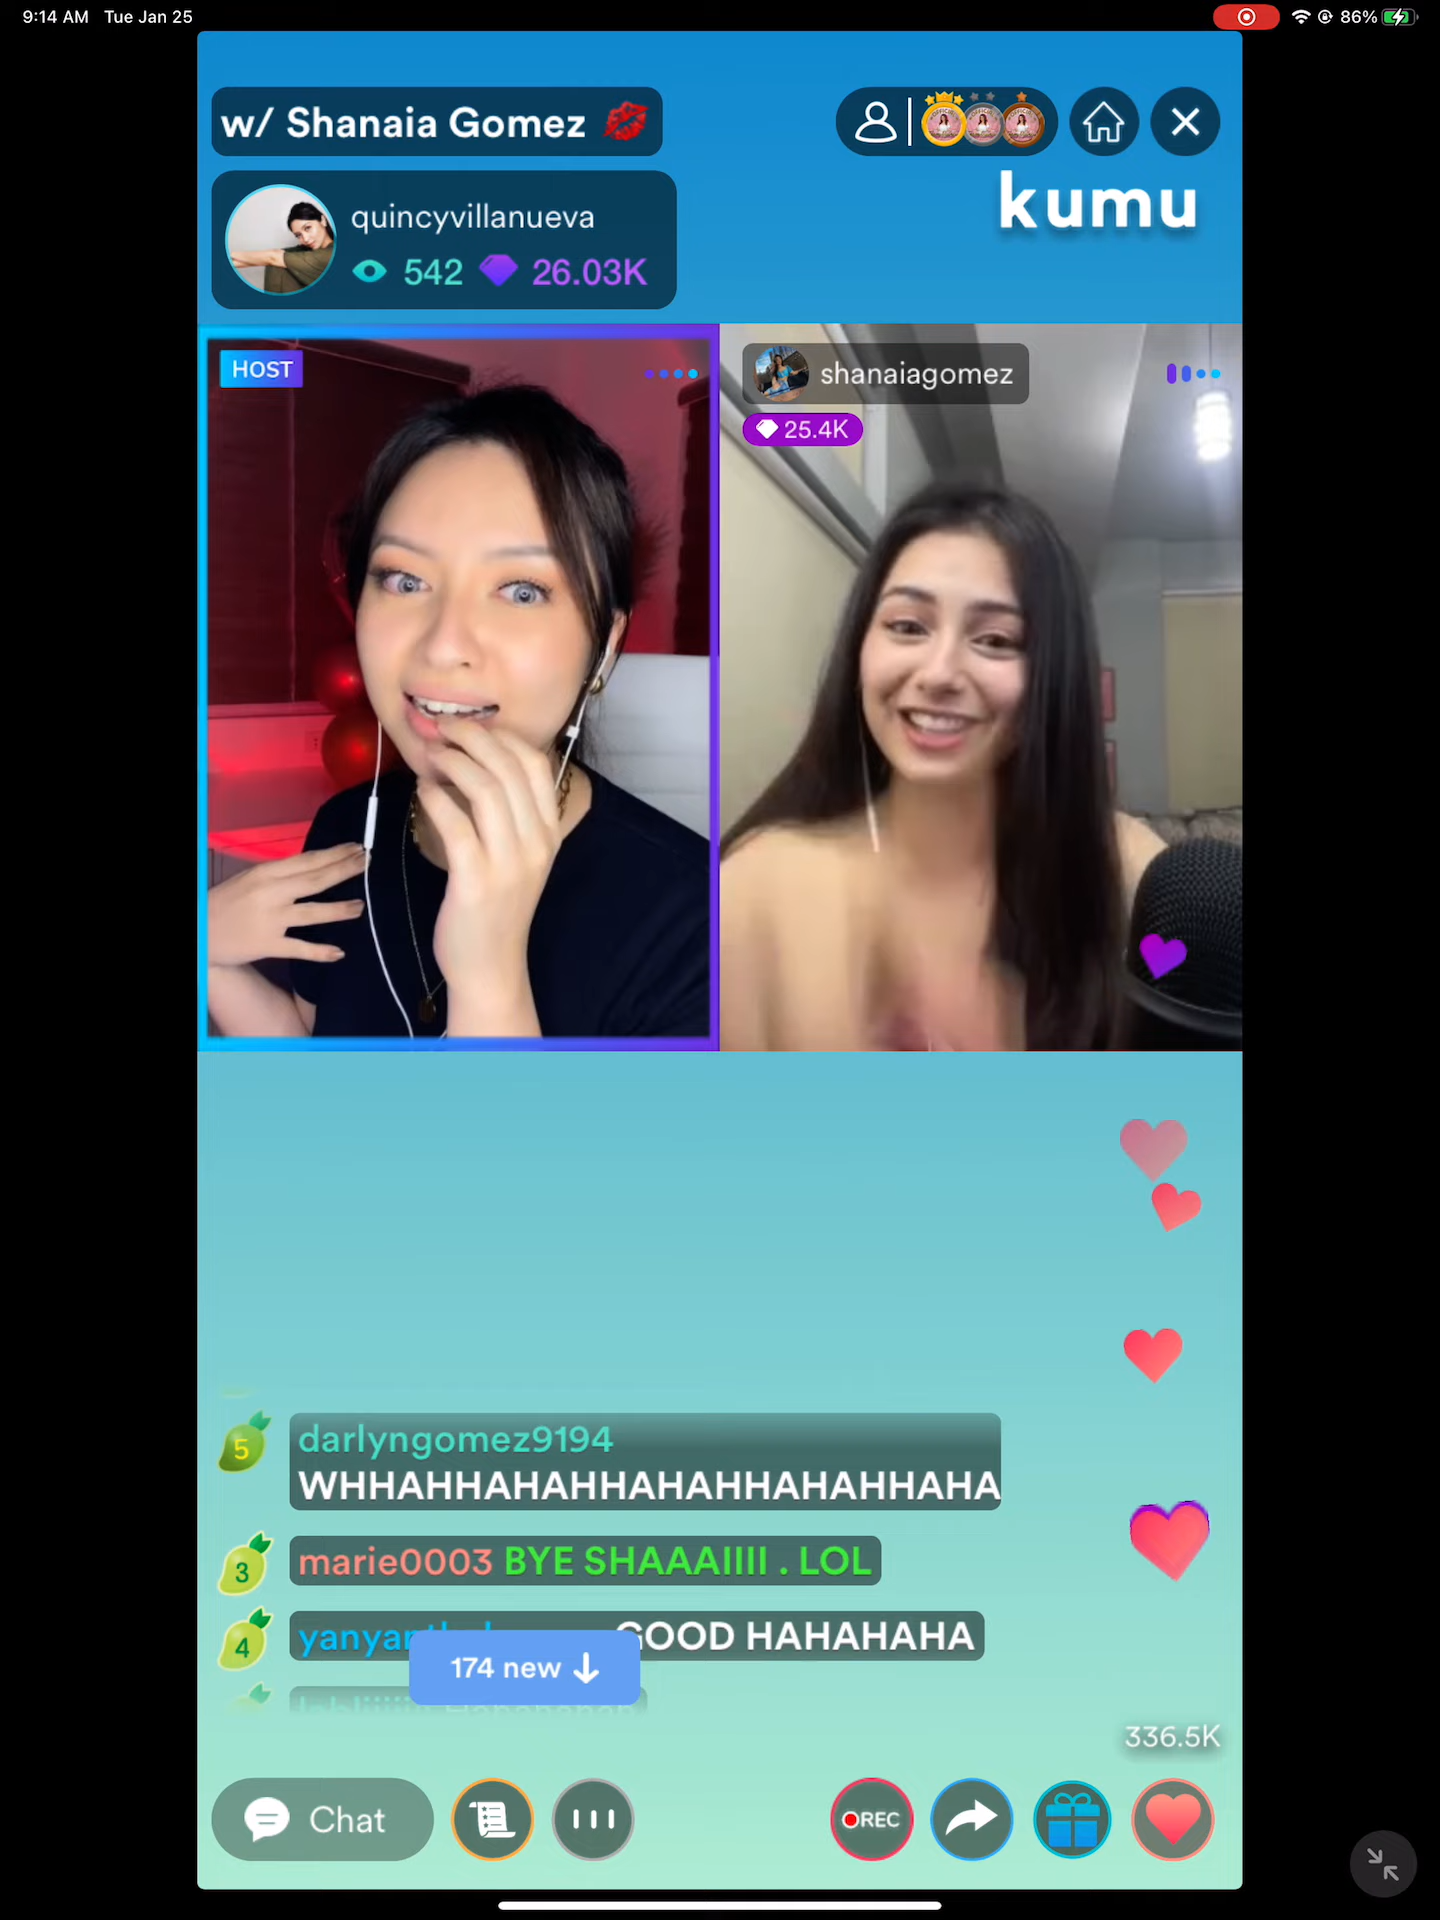 9:14 AM Tue Jan 25
86%
w/ Shanaia Gomez
kumu
quincyvillanueva
542 26.03K
HOST
shanaiagomez
25.4K
5
darlyngomez9194
WHHAHHAHAHHAHAHHAHAHHAHA
3
marie0003 BYE SHAAAIIII . LOL
4
GOOD HAHAHAHA
174 new
336.5K
Chat
REC